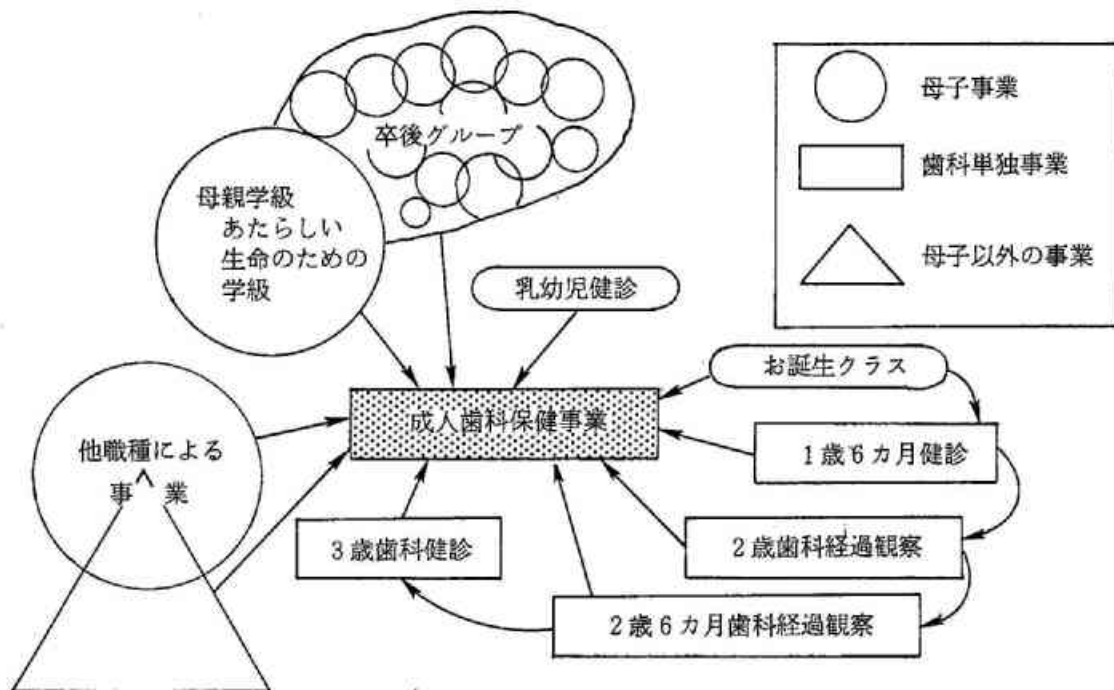 卒後グループ
母親学級
あたらしい
生命のための
学級
乳幼児健診
お誕生クラス
成人歯科保健事業
1歳6カ月健診
他職種による
事業
3歳歯科健診
2歳歯科経過観察
2歳6カ月歯科経過観察
母子事業
歯科単独事業
母子以外の事業